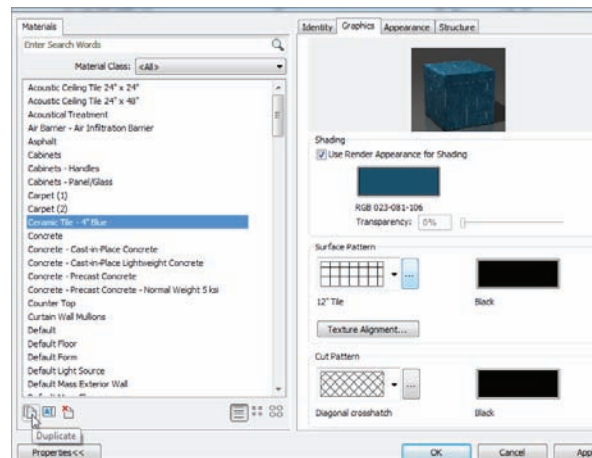 Materials
Enter Search Words
Material Class: <All>
Acoustic Ceiling Tile 24" x 24"
Acoustic Ceiling Tile 24" x 48"
Acoustical Treatment
Air Barrier - Air Infiltration Barrier
Asphalt
Cabinets
Cabinets - Handles
Cabinets - Panel/Glass
Carpet (1)
Carpet (2)
Ceramic Tile - 4" Blue
Concrete
Concrete - Cast-in-Place Concrete
Concrete - Cast-in-Place Lightweight Concrete
Concrete - Precast Concrete
Concrete - Precast Concrete - Normal Weight 5 ksi
Counter Top
Curtain Wall Mullions
Default
Default Floor
Default Form
Default Light Source
Default Mass Exterior Wall
Duplicate
Properties<<
Identity Graphics Appearance Structure
Shading
Use Render Appearance for Shading
RGB 023-081-106
Transparency: 0%
Surface Pattern
...
12" Tile Black
Texture Alignment...
Cut Pattern
...
Diagonal crosshatch Black
OK Cancel App